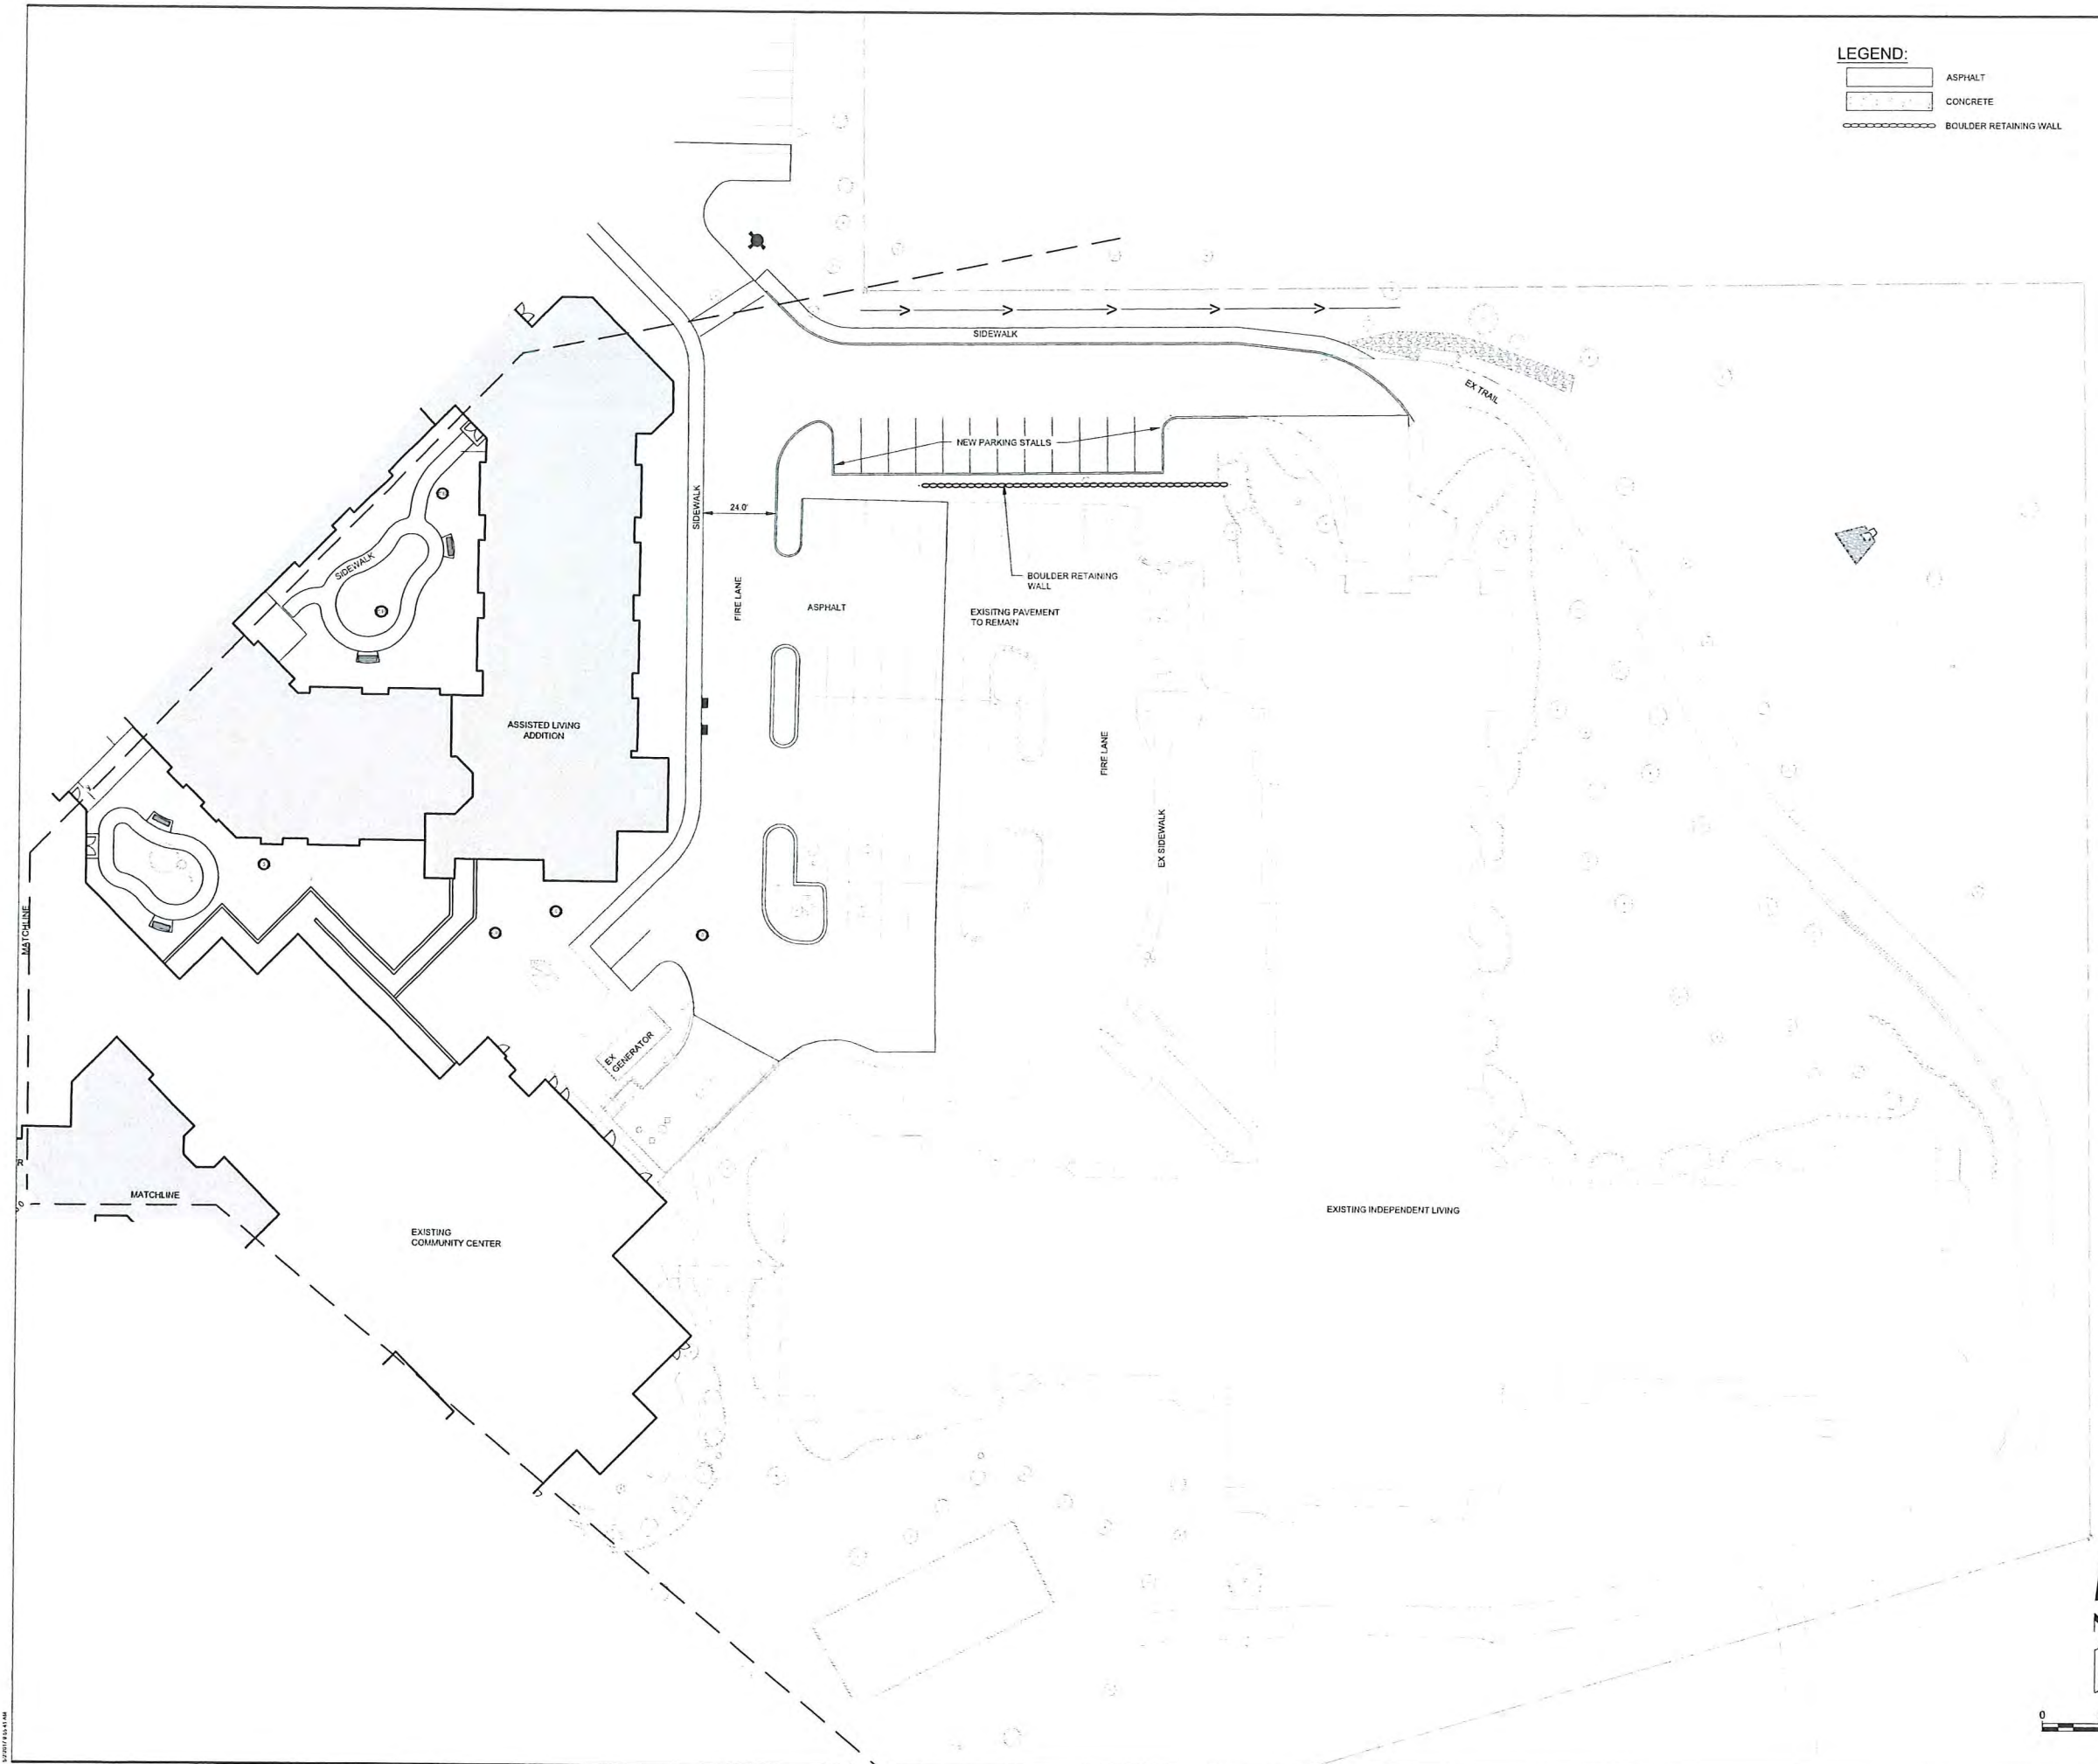 LEGEND:
ASPHALT
CONCRETE
BOULDER RETAINING WALL
SIDEWALK
EX TRAIL
NEW PARKING STALLS
SIDEWALK
24.0'
SIDEWALK
BOULDER RETAINING
WALL
FIRE LANE
ASPHALT
EXISITNG PAVEMENT
TO REMAIN
ASSISTED LIVING
ADDITION
FIRE LANE
EX SIDEWALK
MATCHLINE
EX
GENERATOR
MATCHLINE
R
EXISTING
COMMUNITY CENTER
EXISTING INDEPENDENT LIVING
0